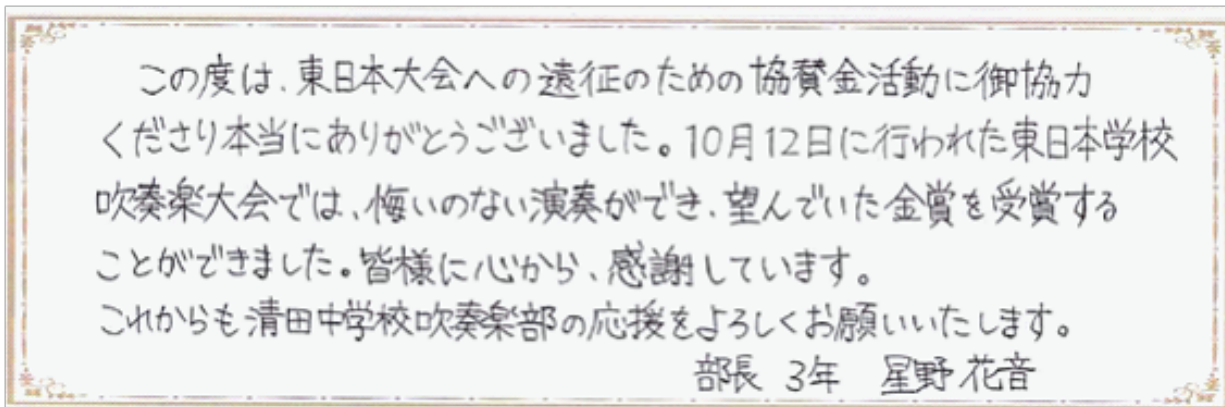 この度は、東日本大会への遠征のための協賛金活動に御協力
くださり本当にありがとうございました。10月12日に行われた東日本学校
吹奏楽大会では、悔いのない演奏ができ、望んでいた金賞を受賞する
ことができました。皆様に心から、感謝しています。
これからも清田中学校吹奏楽部の応援をよろしくお願いいたします。
部長 3年 星野 花音